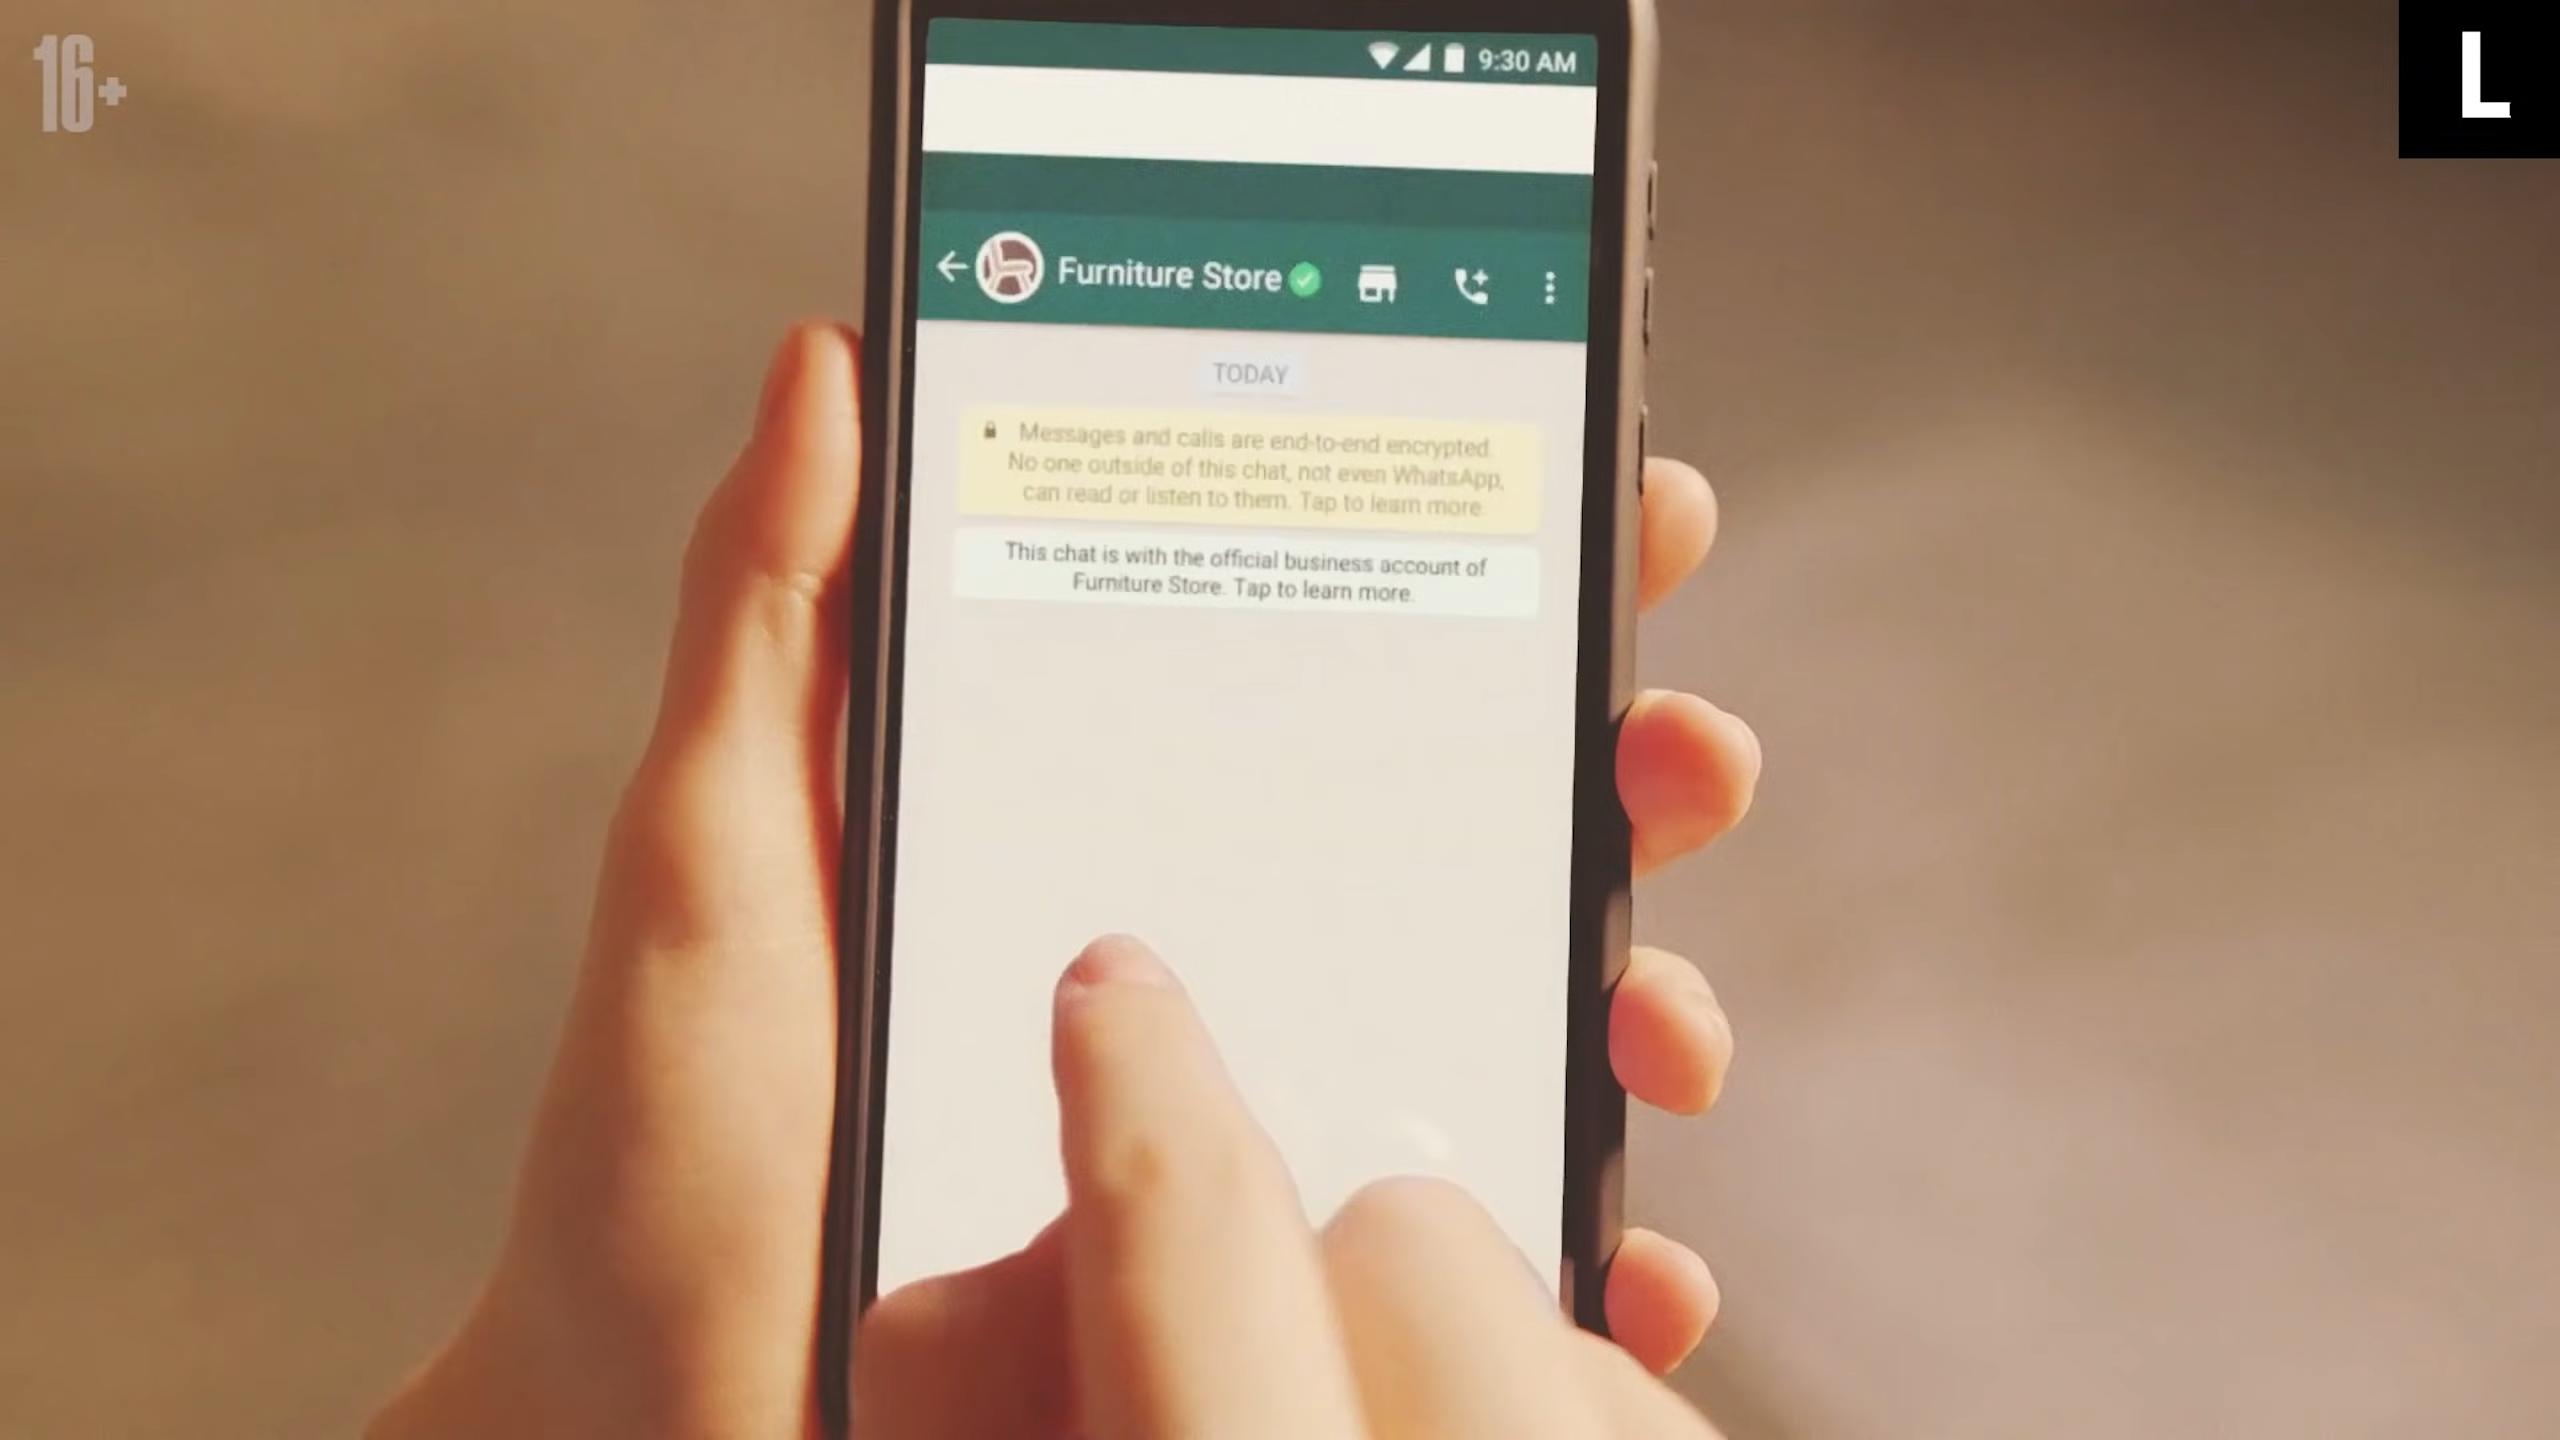 16+
L
9:30 AM
Furniture Store
TODAY
Messages and calls are end-to-end encrypted.
No one outside of this chat, not even WhatsApp,
can read or listen to them. Tap to learn more.
This chat is with the official business account of
Furniture Store. Tap to learn more.